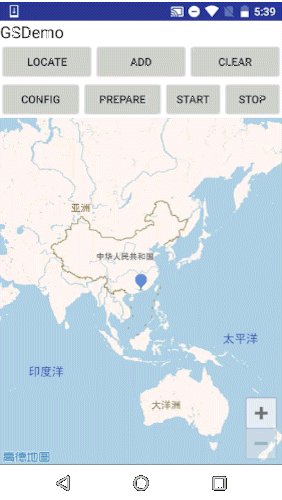 5:39
GSDemo
LOCATE ADD CLEAR
CONFIG PREPARE START STOP
亚洲
中华人民共和国
太平洋
印度洋
大洋洲
+
−
高德地圖